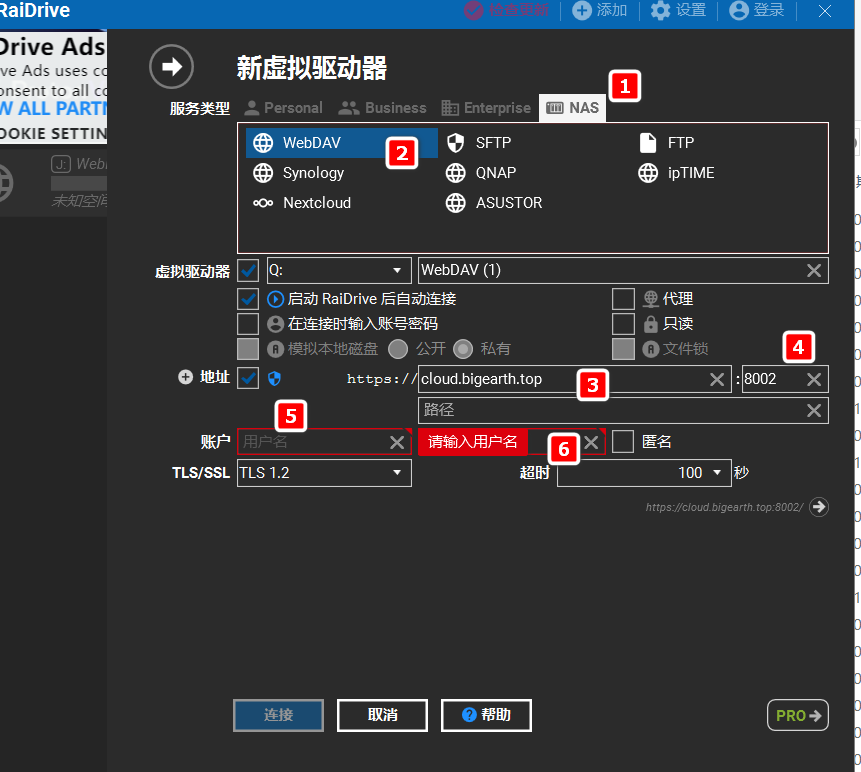 RaiDrive
添加 设置 登录
Drive Ads
ve Ads uses co
onsent to all co
W ALL PARTN
OOKIE SETTIN
J: WebD
未知空间
新虚拟驱动器
服务类型 Personal Business Enterprise NAS 1
WebDAV 2 SFTP FTP
Synology QNAP ipTIME
Nextcloud ASUSTOR
虚拟驱动器 Q: WebDAV (1)
启动 RaiDrive 后自动连接 代理
在连接时输入账号密码 只读
模拟本地磁盘 公开 私有 文件锁
4
地址 https:// cloud.bigearth.top 3 : 8002
路径
5
账户 用户名 请输入用户名 6 匿名
TLS/SSL TLS 1.2 超时 100 秒
https://cloud.bigearth.top:8002/
连接 取消 帮助 PRO